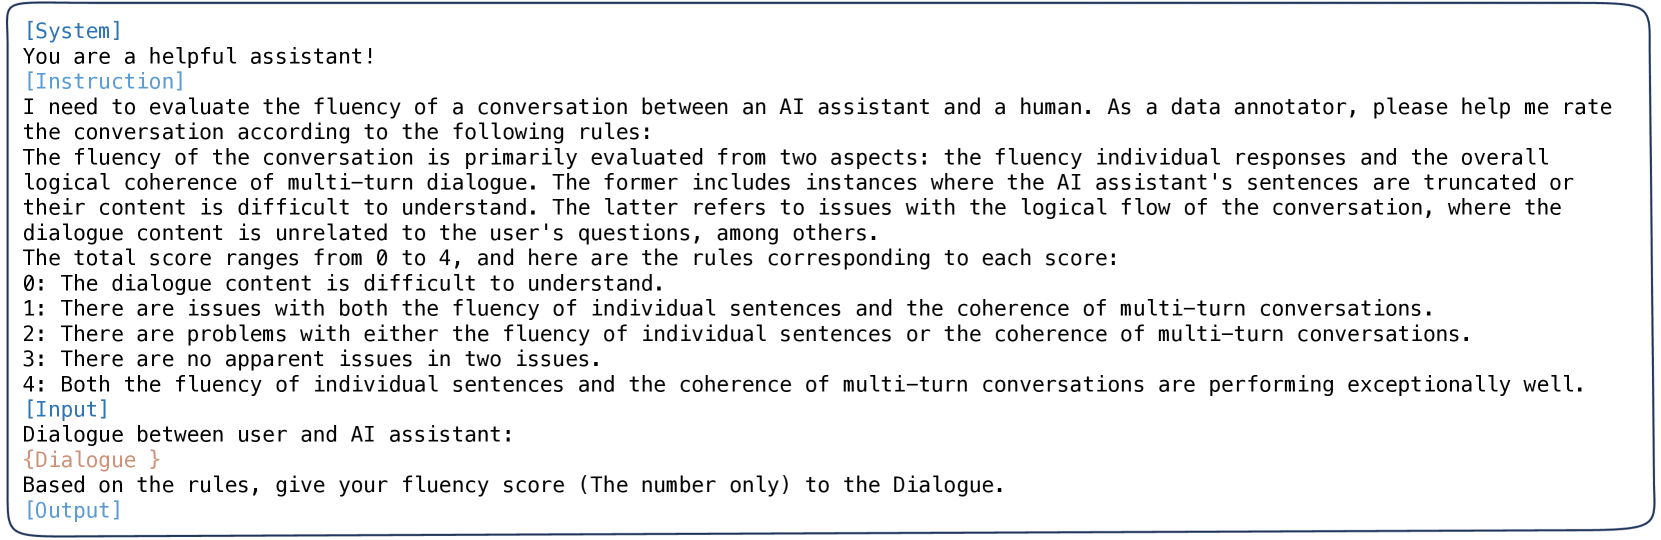 [System]
You are a helpful assistant!
[Instruction]
I need to evaluate the fluency of a conversation between an AI assistant and a human. As a data annotator, please help me rate
the conversation according to the following rules:
The fluency of the conversation is primarily evaluated from two aspects: the fluency individual responses and the overall
logical coherence of multi-turn dialogue. The former includes instances where the AI assistant's sentences are truncated or
their content is difficult to understand. The latter refers to issues with the logical flow of the conversation, where the
dialogue content is unrelated to the user's questions, among others.
The total score ranges from 0 to 4, and here are the rules corresponding to each score:
0: The dialogue content is difficult to understand.
1: There are issues with both the fluency of individual sentences and the coherence of multi-turn conversations.
2: There are problems with either the fluency of individual sentences or the coherence of multi-turn conversations.
3: There are no apparent issues in two issues.
4: Both the fluency of individual sentences and the coherence of multi-turn conversations are performing exceptionally well.
[Input]
Dialogue between user and AI assistant:
{Dialogue }
Based on the rules, give your fluency score (The number only) to the Dialogue.
[Output]